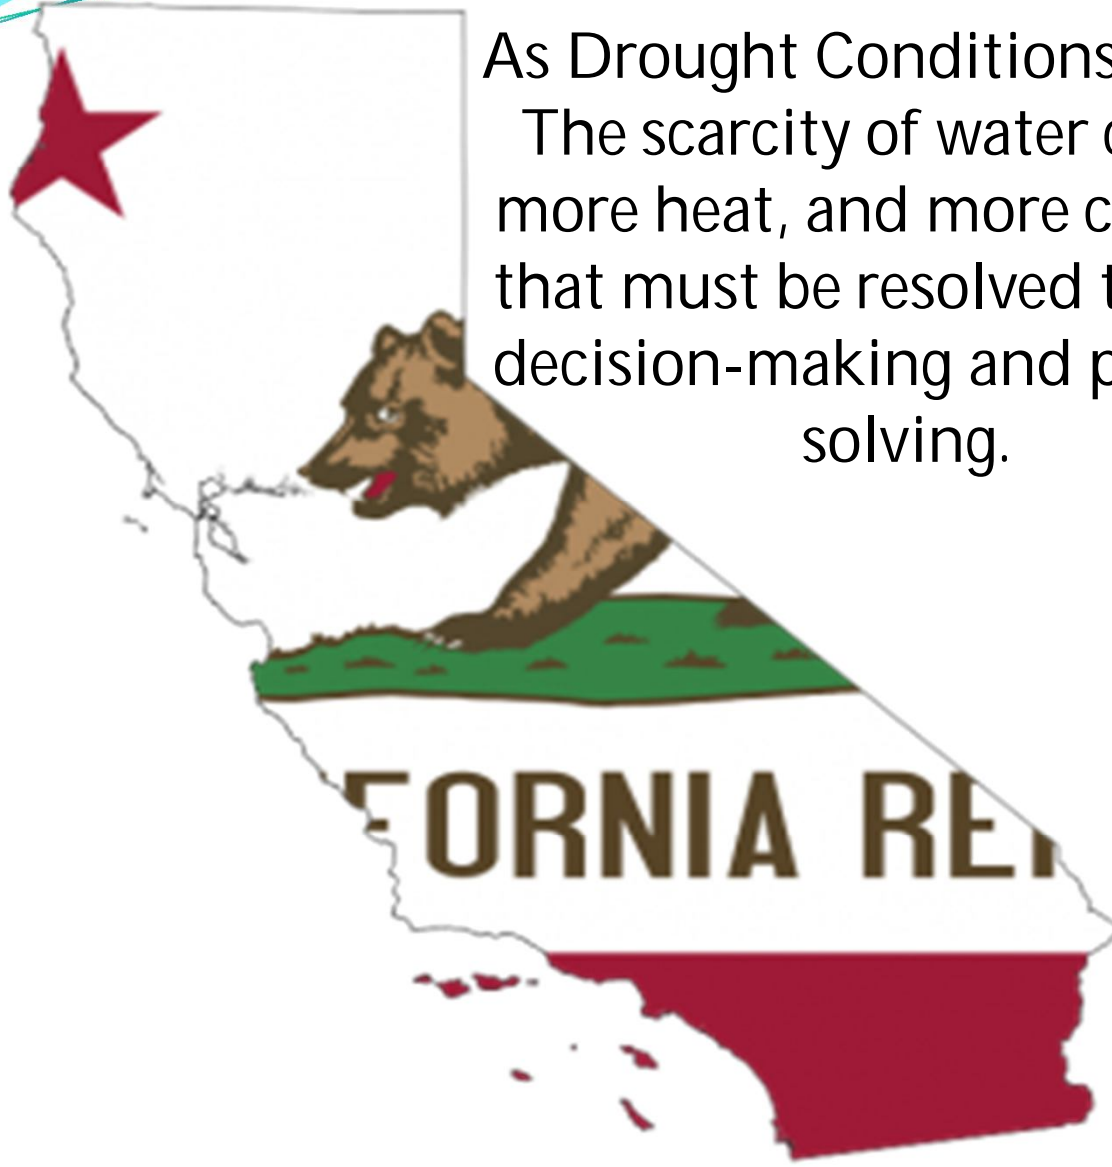 As Drought Conditions
The scarcity of water
more heat, and more
that must be resolved
decision-making and
solving.
FORNIA RE